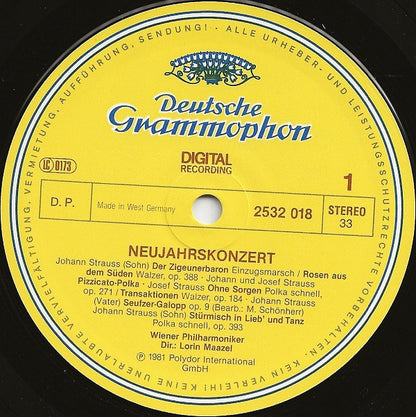 ALLE URHEBER- UND LEISTUNGSSCHUTZRECHTE VORBEHALTEN · KEIN VERLEIH! KEINE UNERLAUBTE VERVIELFÄLTIGUNG, VERMIETUNG, AUFFÜHRUNG, SENDUNG! ·
Deutsche
Grammophon
DIGITAL
RECORDING
LC 0173
1
D. P.
Made in West Germany
2532 018
STEREO
33
NEUJAHRSKONZERT
Johann Strauss (Sohn) Der Zigeunerbaron Einzugsmarsch / Rosen aus
dem Süden Walzer, op. 388 · Johann und Josef Strauss
Pizzicato-Polka · Josef Strauss Ohne Sorgen Polka schnell,
op. 271 / Transaktionen Walzer, op. 184 · Johann Strauss
(Vater) Seufzer-Galopp op. 9 (Bearb.: M. Schönherr)
Johann Strauss (Sohn) Stürmisch in Lieb' und Tanz
Polka schnell, op. 393
Wiener Philharmoniker
Dir.: Lorin Maazel
℗ 1981 Polydor International
GmbH